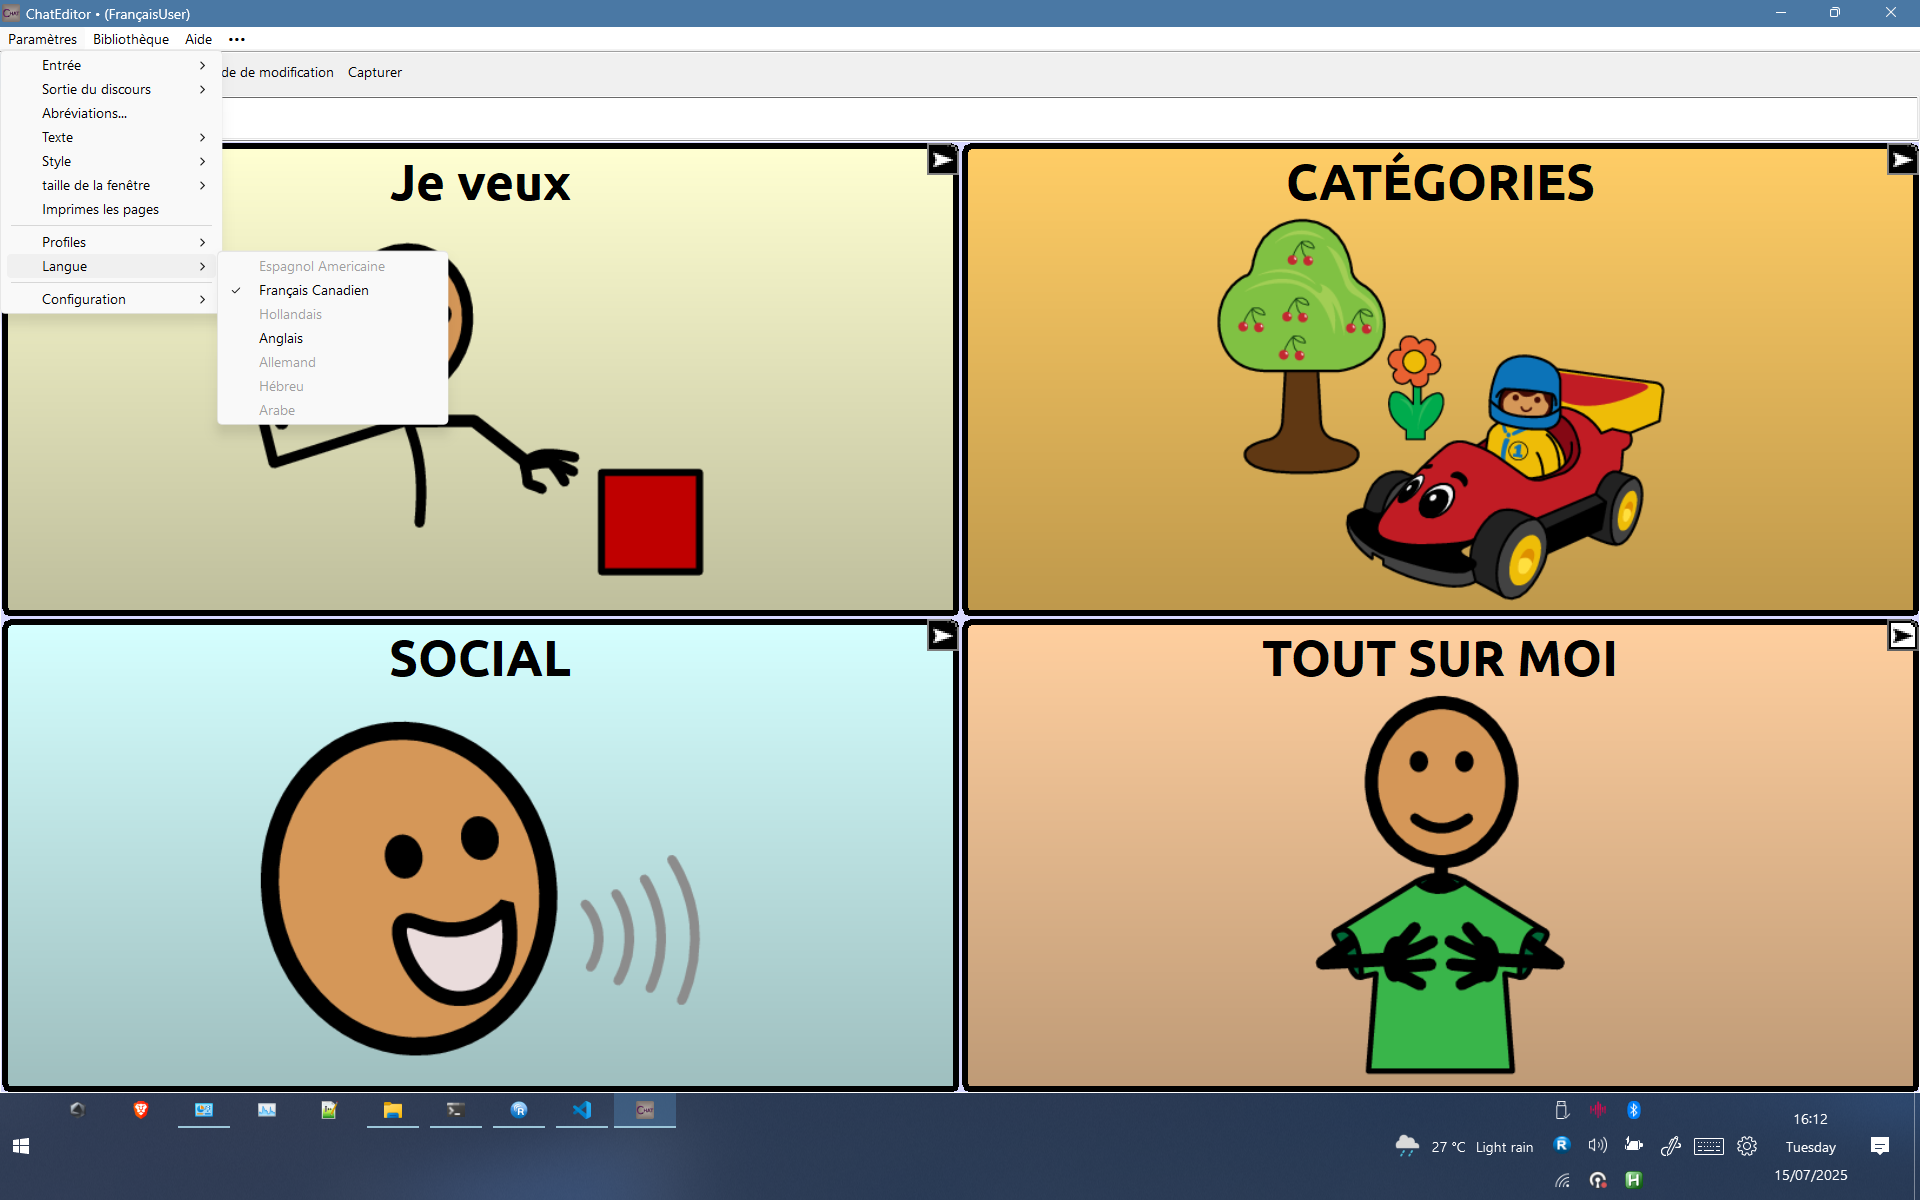 ChatEditor • (FrançaisUser)
Paramètres Bibliothèque Aide •••
Entrée
Sortie du discours
Abréviations...
Texte
Style
taille de la fenêtre
Imprimes les pages
Profiles
Langue
Configuration
Espagnol Americaine
Français Canadien
Hollandais
Anglais
Allemand
Hébreu
Arabe
de de modification Capturer
Je veux
CATÉGORIES
1
SOCIAL
TOUT SUR MOI
CHAT
27 °C Light rain
16:12
Tuesday
15/07/2025